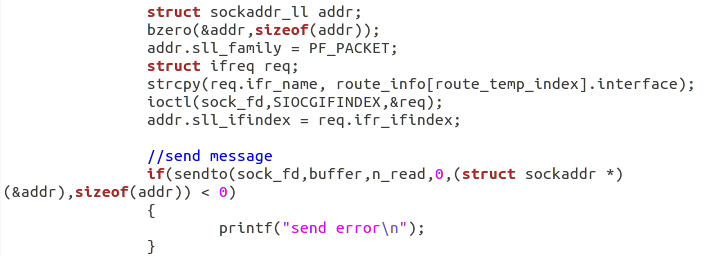 struct sockaddr_ll addr;
bzero(&addr,sizeof(addr));
addr.sll_family = PF_PACKET;
struct ifreq req;
strcpy(req.ifr_name, route_info[route_temp_index].interface);
ioctl(sock_fd,SIOCGIFINDEX,&req);
addr.sll_ifindex = req.ifr_ifindex;
//send message
if(sendto(sock_fd,buffer,n_read,0,(struct sockaddr *)
(&addr),sizeof(addr)) < 0)
{
printf("send error\n");
}